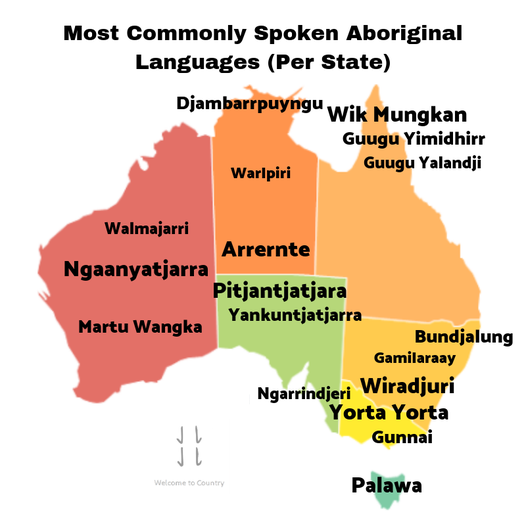 Most Commonly Spoken Aboriginal
Languages (Per State)
Djambarrpuyngu
Wik Mungkan
Guugu Yimidhirr
Guugu Yalandji
Warlpiri
Walmajarri
Arrernte
Ngaanyatjarra
Pitjantjatjara
Yankuntjatjarra
Martu Wangka
Bundjalung
Gamilaraay
Wiradjuri
Ngarrindjeri
Yorta Yorta
Gunnai
Welcome to Country
Palawa